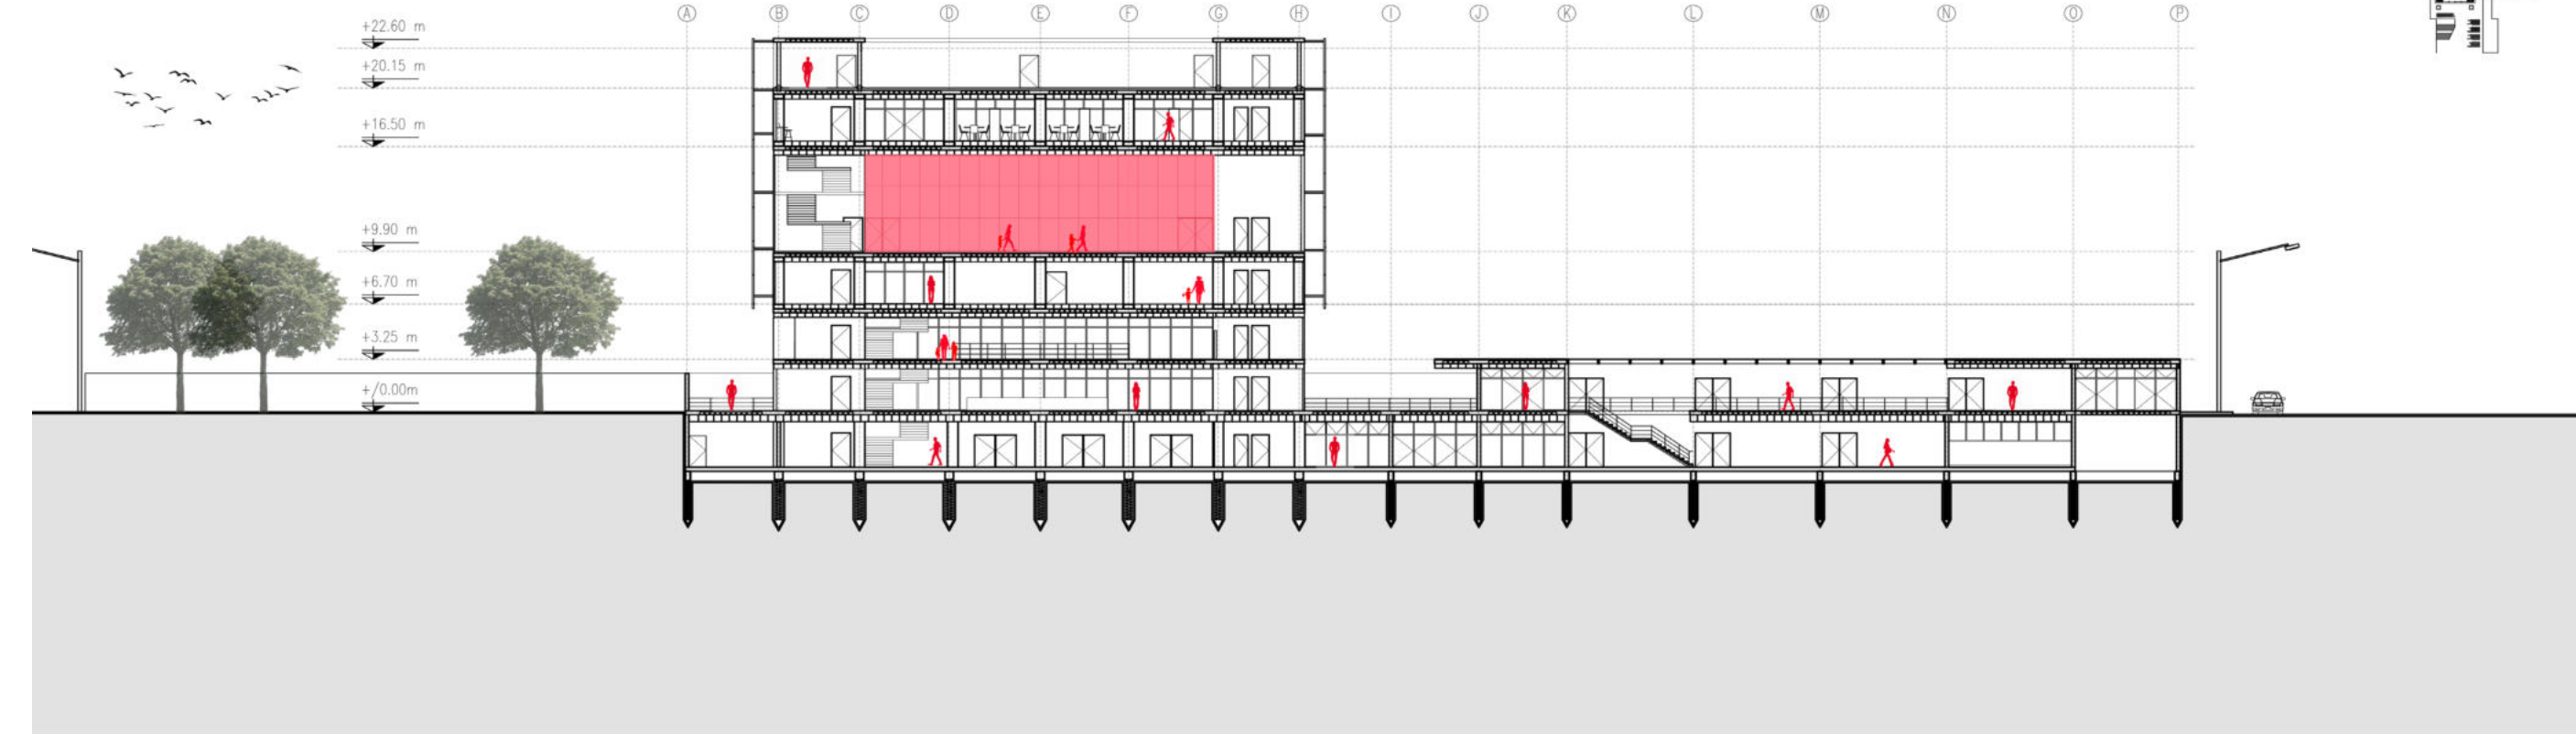 A B C D E F G H I J K L M N O P
+22.60 m
+20.15 m
+16.50 m
+9.90 m
+6.70 m
+3.25 m
+/0.00m